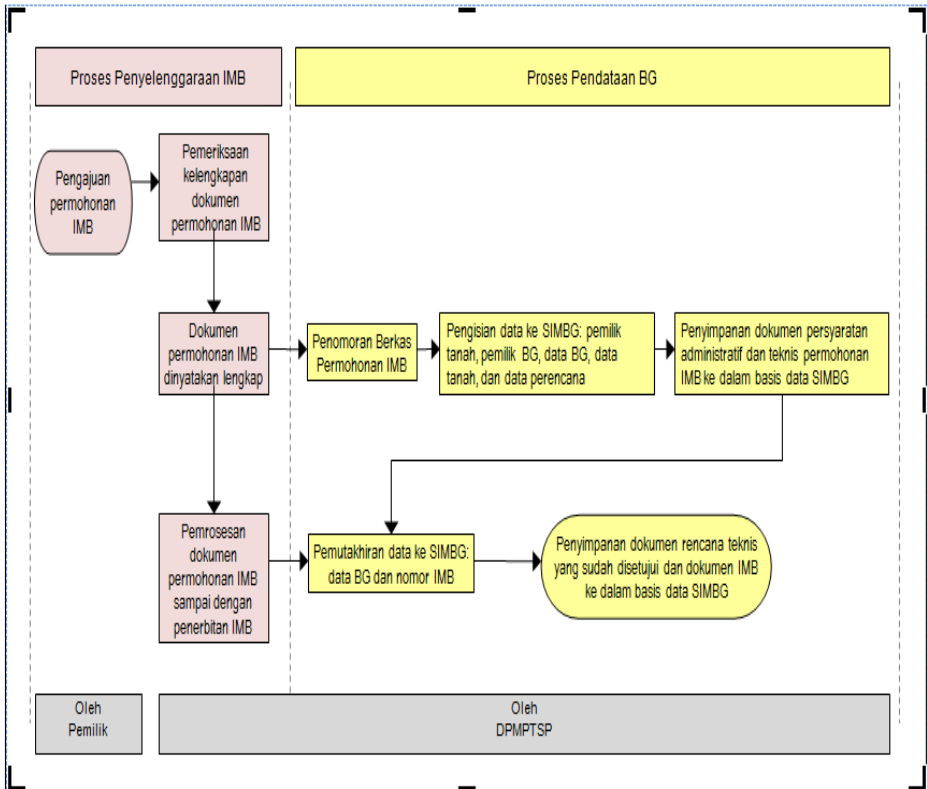 Proses Penyelenggaraan IMB
Proses Pendataan BG
Pengajuan
permohonan
IMB
Pemeriksaan
kelengkapan
dokumen
permohonan IMB
Dokumen
permohonan IMB
dinyatakan lengkap
Penomoran Berkas
Permohonan IMB
Pengisian data ke SIMBG: pemilik
tanah, pemilik BG, data BG, data
tanah, dan data perencana
Penyimpanan dokumen persyaratan
administratif dan teknis permohonan
IMB ke dalam basis data SIMBG
Pemrosesan
dokumen
permohonan IMB
sampai dengan
penerbitan IMB
Pemutakhiran data ke SIMBG:
data BG dan nomor IMB
Penyimpanan dokumen rencana teknis
yang sudah disetujui dan dokumen IMB
ke dalam basis data SIMBG
Oleh
Pemilik
Oleh
DPMPTSP